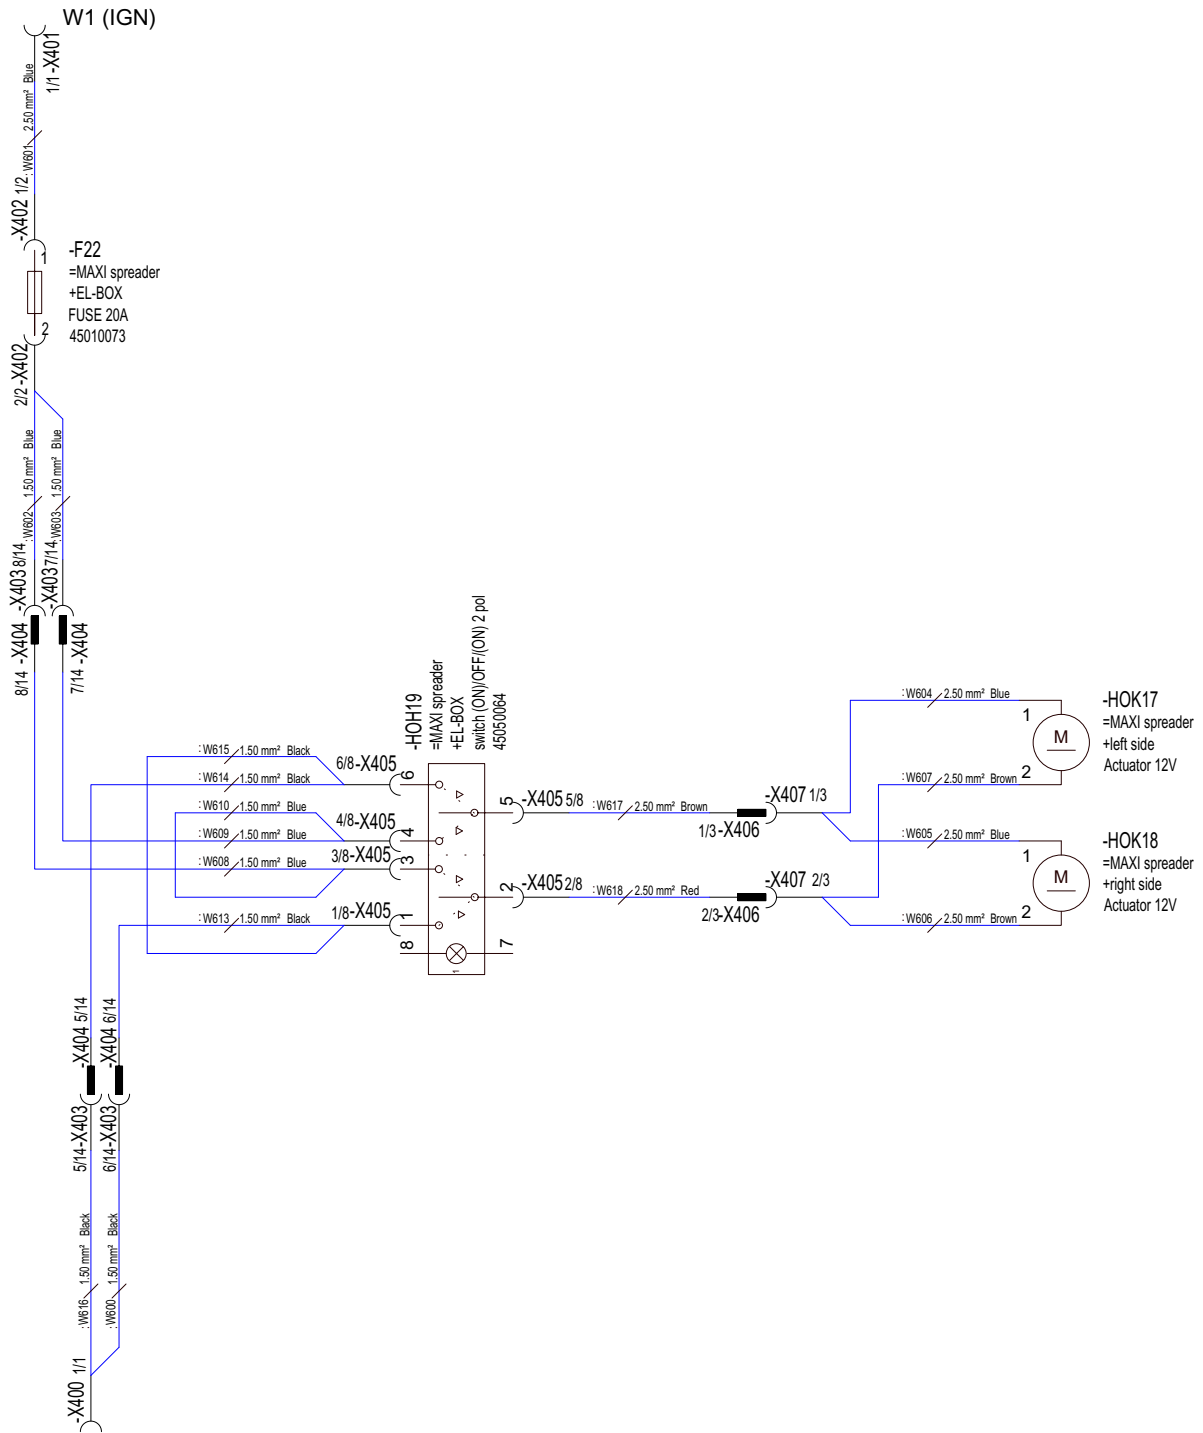 W1 (IGN)
1/1 -X401
:W601 2.50 mm² Blue
-X402 1/2
1
-F22
=MAXI spreader
+EL-BOX
FUSE 20A
45010073
2
2/2 -X402
:W602 1.50 mm² Blue
:W603 1.50 mm² Blue
-X403 8/14
-X403 7/14
8/14 -X404
7/14 -X404
-HOH19
=MAXI spreader
+EL-BOX
switch (ON)/OFF/(ON) 2 pol
45050064
:W615 1.50 mm² Black
6/8-X405
6
:W614 1.50 mm² Black
:W610 1.50 mm² Blue
4/8-X405
4
:W609 1.50 mm² Blue
3/8-X405
3
:W608 1.50 mm² Blue
:W613 1.50 mm² Black
1/8-X405
1
8
7
5
-X405 5/8
:W617 2.50 mm² Brown
1/3-X406
-X407 1/3
2
-X405 2/8
:W618 2.50 mm² Red
2/3-X406
-X407 2/3
:W604 2.50 mm² Blue
1
M
-HOK17
=MAXI spreader
+left side
Actuator 12V
:W607 2.50 mm² Brown
2
:W605 2.50 mm² Blue
1
M
-HOK18
=MAXI spreader
+right side
Actuator 12V
:W606 2.50 mm² Brown
2
-X404 5/14
-X404 6/14
5/14-X403
6/14-X403
:W616 1.50 mm² Black
:W600 1.50 mm² Black
-X400 1/1